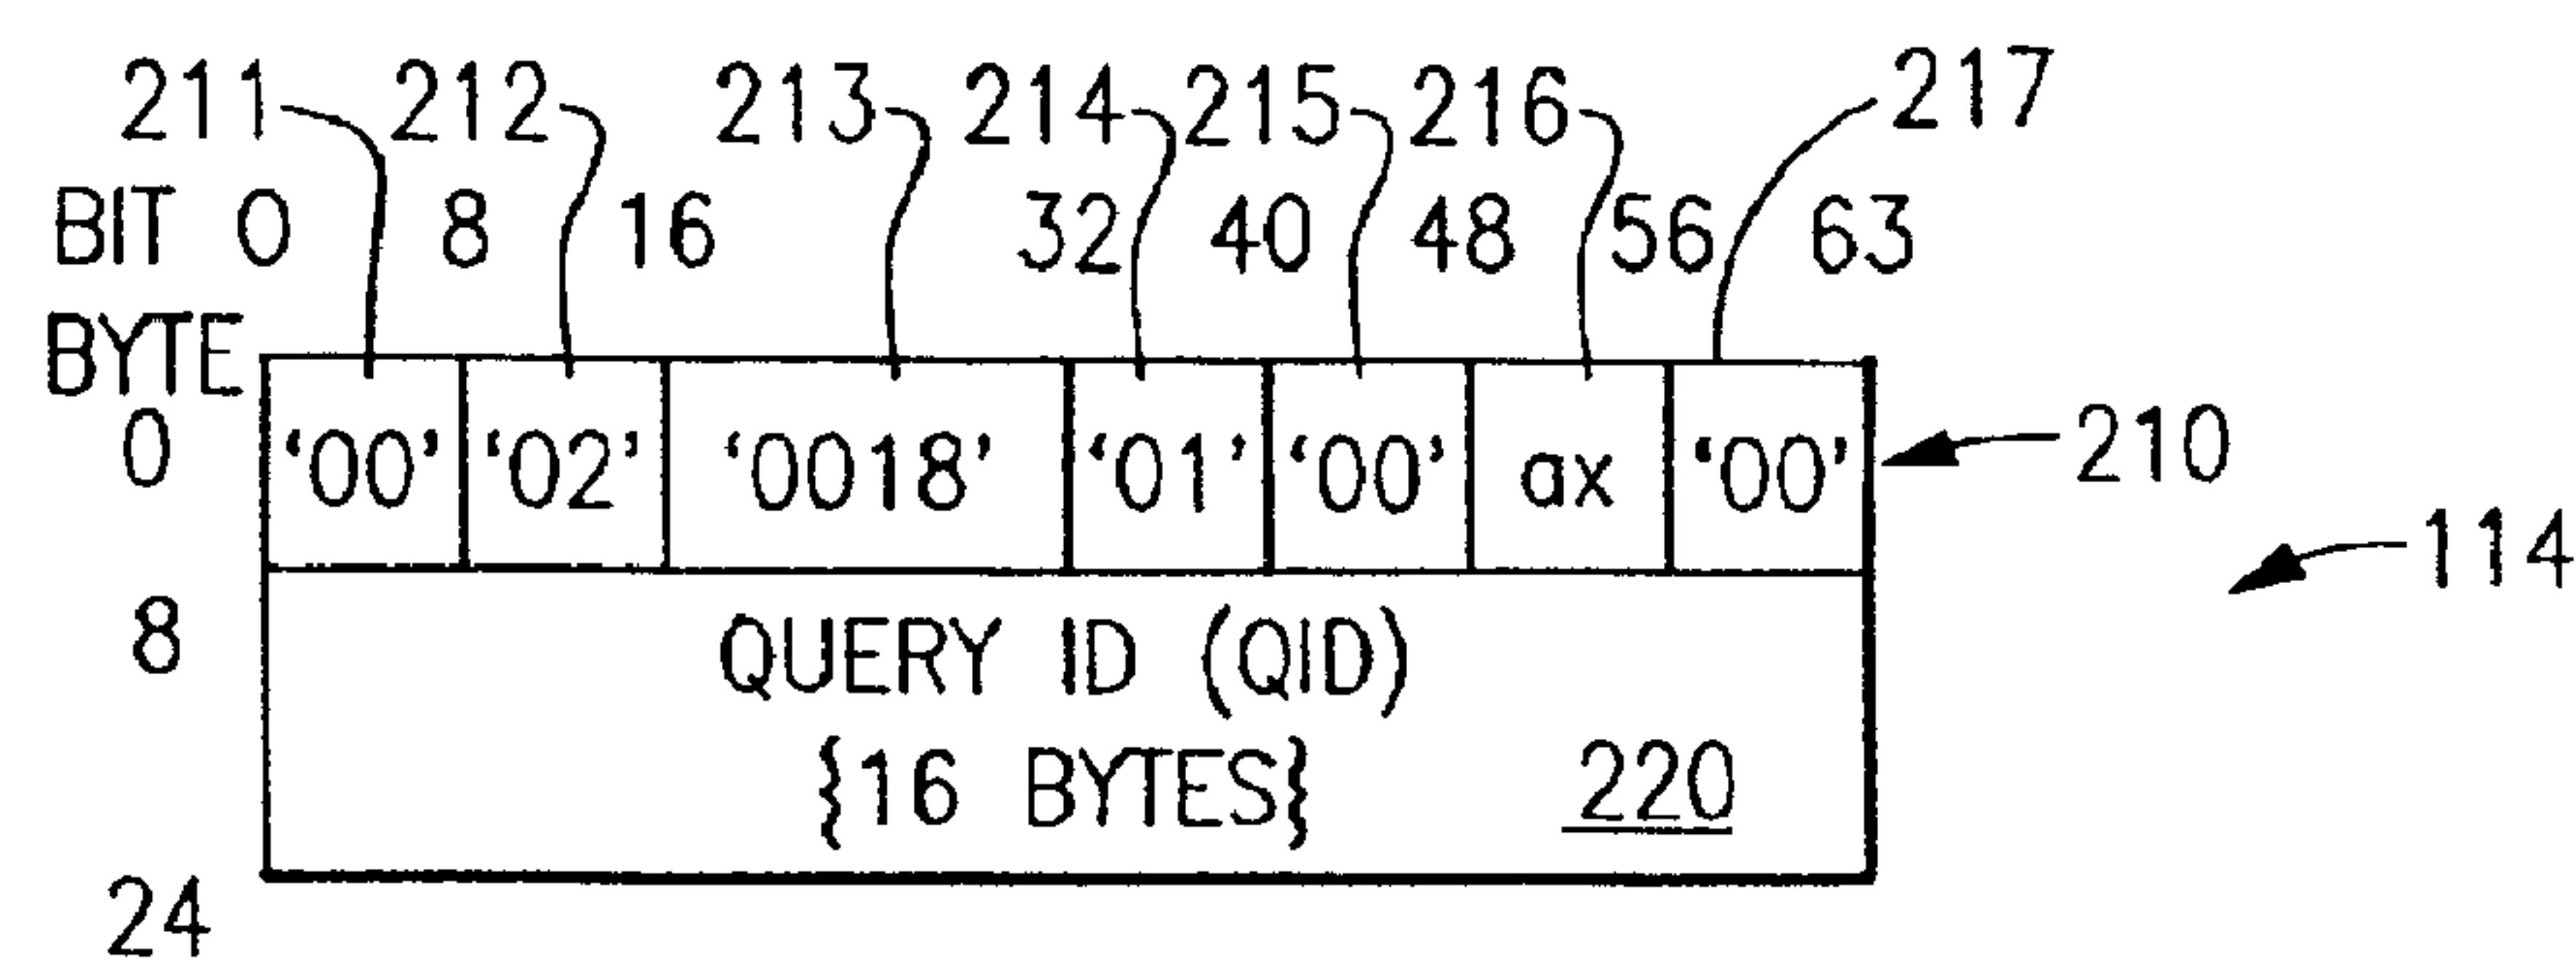 211 212 213 214 215 216 217
BIT 0 8 16 32 40 48 56 63
BYTE
0 ‘00’ ‘02’ ‘0018’ ‘01’ ‘00’ ax ‘00’ 210
114
8 QUERY ID (QID)
{16 BYTES} 220
24